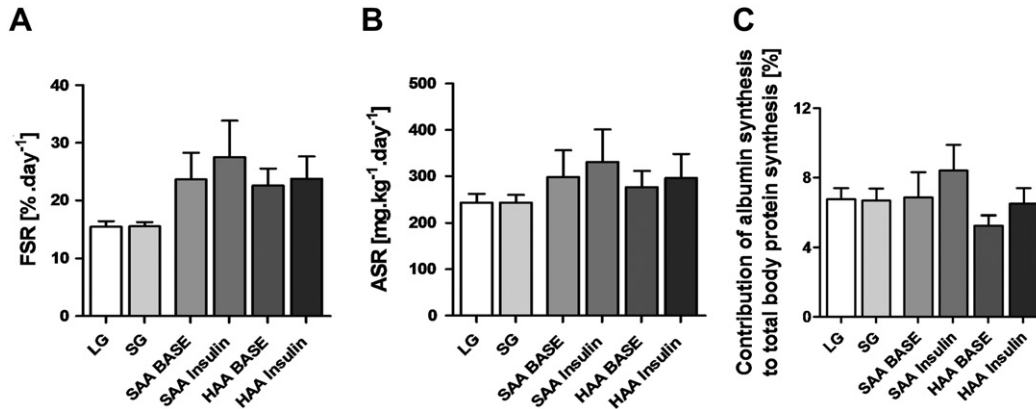 A
FSR [%.day⁻¹]
40
30
20
10
0
LG
SG
SAA BASE
SAA Insulin
HAA BASE
HAA Insulin
B
ASR [mg.kg⁻¹.day⁻¹]
500
400
300
200
100
0
LG
SG
SAA BASE
SAA Insulin
HAA BASE
HAA Insulin
C
Contribution of albumin synthesis
to total body protein synthesis [%]
12
8
4
0
LG
SG
SAA BASE
SAA Insulin
HAA BASE
HAA Insulin